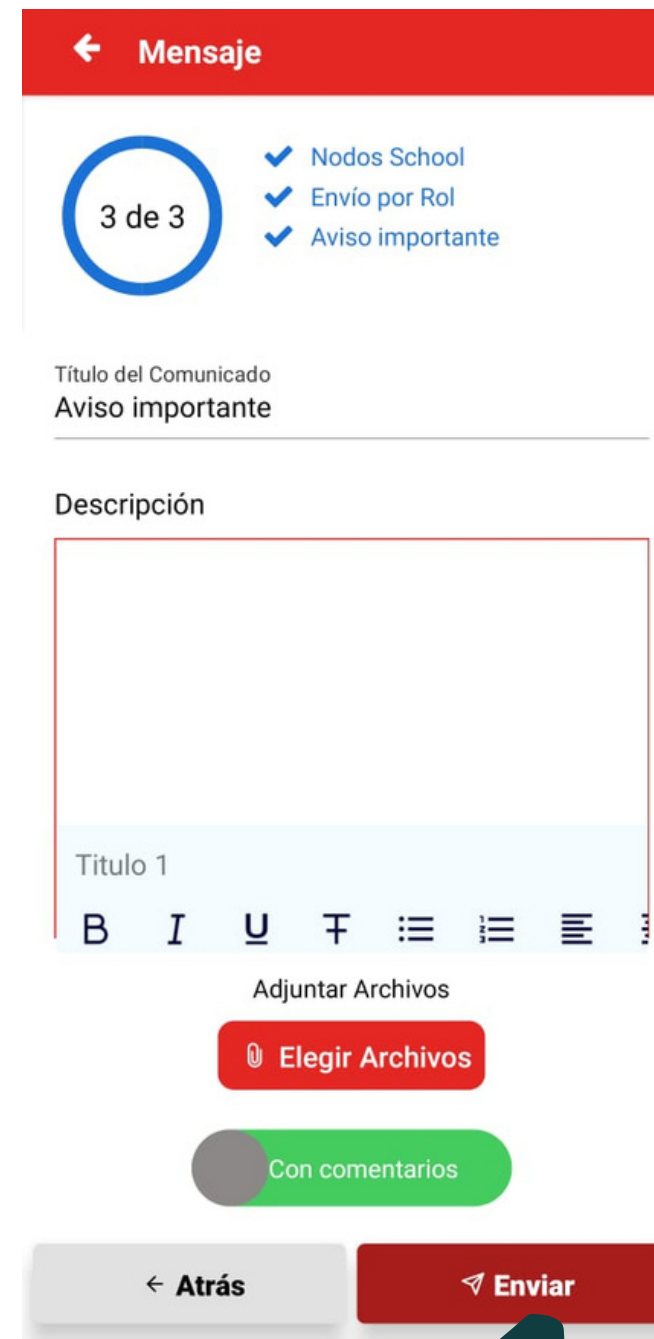 Mensaje
3 de 3
Nodos School
Envío por Rol
Aviso importante
Título del Comunicado
Aviso importante
Descripción
Titulo 1
B I U T
Adjuntar Archivos
Elegir Archivos
Con comentarios
← Atrás
Enviar